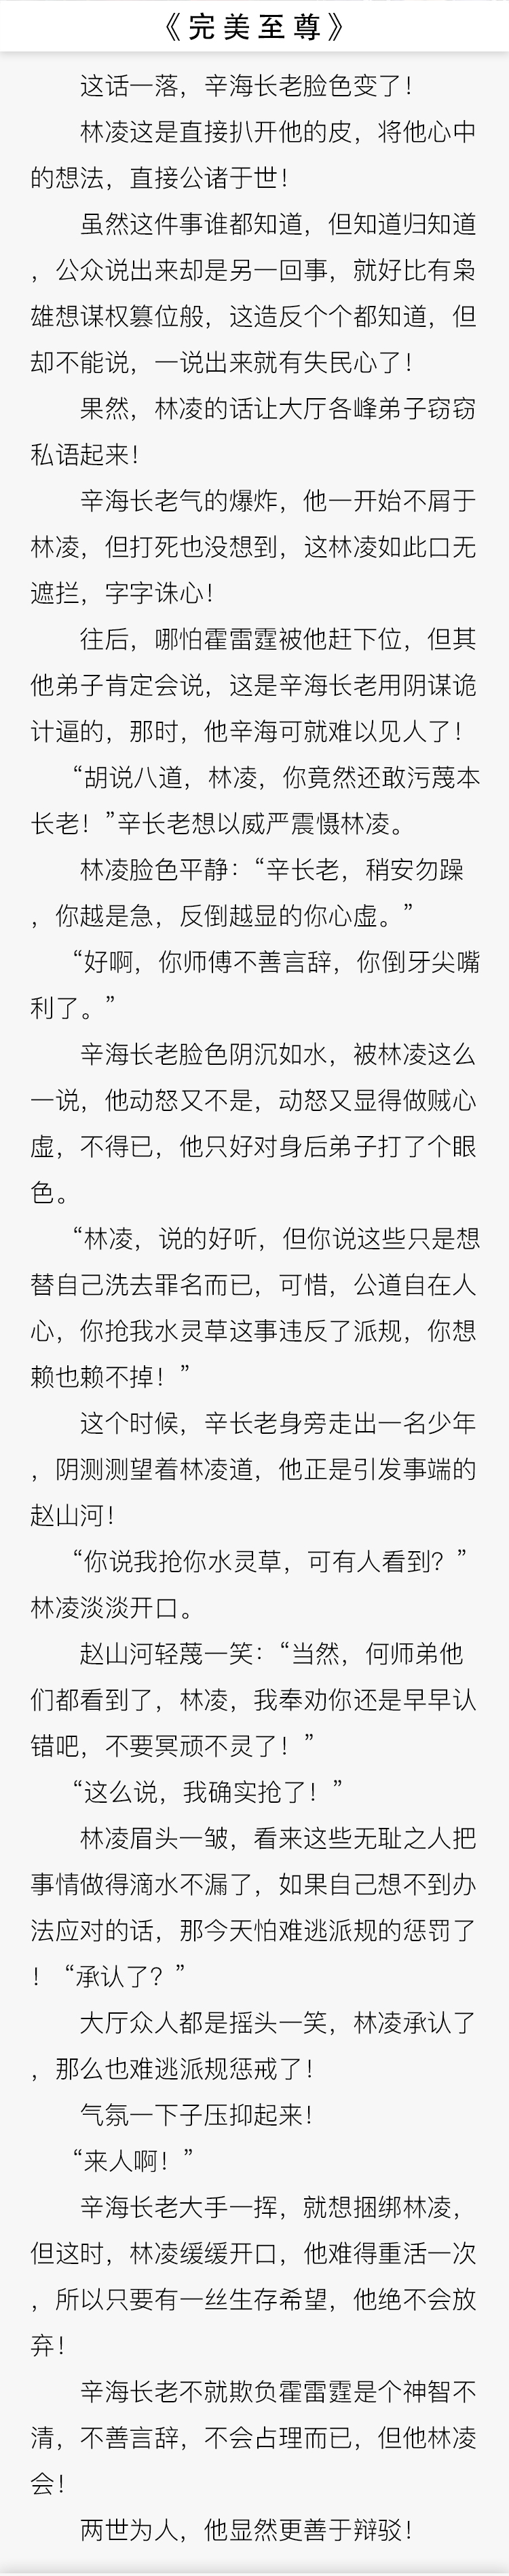 《完美至尊》
这话一落，辛海长老脸色变了！
林凌这是直接扒开他的皮，将他心中
的想法，直接公诸于世！
虽然这件事谁都知道，但知道归知道
，公众说出来却是另一回事，就好比有枭
雄想谋权篡位般，这造反个个都知道，但
却不能说，一说出来就有失民心了！
果然，林凌的话让大厅各峰弟子窃窃
私语起来！
辛海长老气的爆炸，他一开始不屑于
林凌，但打死也没想到，这林凌如此口无
遮拦，字字诛心！
往后，哪怕霍雷霆被他赶下位，但其
他弟子肯定会说，这是辛海长老用阴谋诡
计逼的，那时，他辛海可就难以见人了！
“胡说八道，林凌，你竟然还敢污蔑本
长老！”辛长老想以威严震慑林凌。
林凌脸色平静：“辛长老，稍安勿躁
，你越是急，反倒越显的你心虚。”
“好啊，你师傅不善言辞，你倒牙尖嘴
利了。”
辛海长老脸色阴沉如水，被林凌这么
一说，他动怒又不是，动怒又显得做贼心
虚，不得已，他只好对身后弟子打了个眼
色。
“林凌，说的好听，但你说这些只是想
替自己洗去罪名而已，可惜，公道自在人
心，你抢我水灵草这事违反了派规，你想
赖也赖不掉！”
这个时候，辛长老身旁走出一名少年
，阴测测望着林凌道，他正是引发事端的
赵山河！
“你说我抢你水灵草，可有人看到？”
林凌淡淡开口。
赵山河轻蔑一笑：“当然，何师弟他
们都看到了，林凌，我奉劝你还是早早认
错吧，不要冥顽不灵了！”
“这么说，我确实抢了！”
林凌眉头一皱，看来这些无耻之人把
事情做得滴水不漏了，如果自己想不到办
法应对的话，那今天怕难逃派规的惩罚了
！“承认了？”
大厅众人都是摇头一笑，林凌承认了
，那么也难逃派规惩戒了！
气氛一下子压抑起来！
“来人啊！”
辛海长老大手一挥，就想捆绑林凌，
但这时，林凌缓缓开口，他难得重活一次
，所以只要有一丝生存希望，他绝不会放
弃！
辛海长老不就欺负霍雷霆是个神智不
清，不善言辞，不会占理而已，但他林凌
会！
两世为人，他显然更善于辩驳！